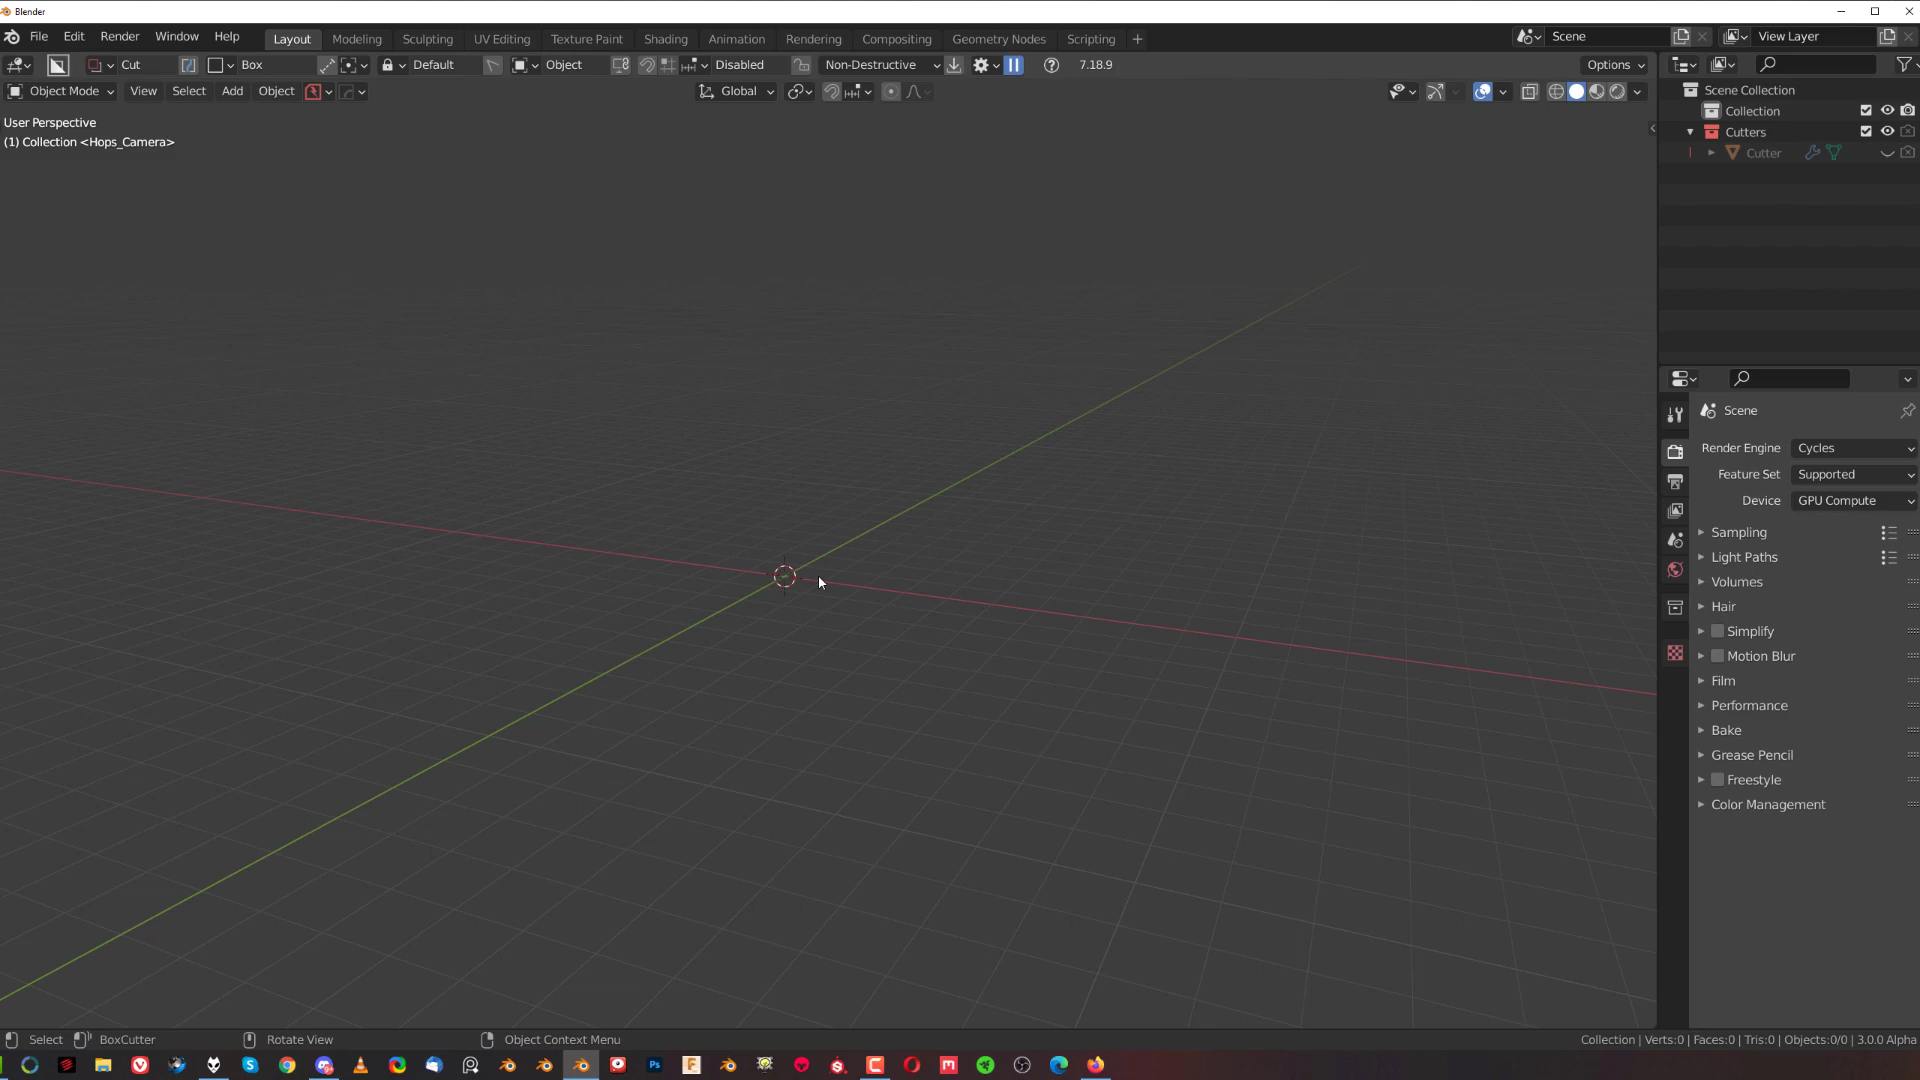 Blender
File Edit Render Window Help Layout Modeling Sculpting UV Editing Texture Paint Shading Animation Rendering Compositing Geometry Nodes Scripting + Scene View Layer
Cut Box Default Object Disabled Non-Destructive 7.18.9 Options
Object Mode View Select Add Object Global
User Perspective
(1) Collection <Hops_Camera>
Scene Collection
Collection
Cutters
Cutter
Scene
Render Engine Cycles
Feature Set Supported
Device GPU Compute
Sampling
Light Paths
Volumes
Hair
Simplify
Motion Blur
Film
Performance
Bake
Grease Pencil
Freestyle
Color Management
Select BoxCutter Rotate View Object Context Menu Collection | Verts:0 | Faces:0 | Tris:0 | Objects:0/0 | 3.0.0 Alpha